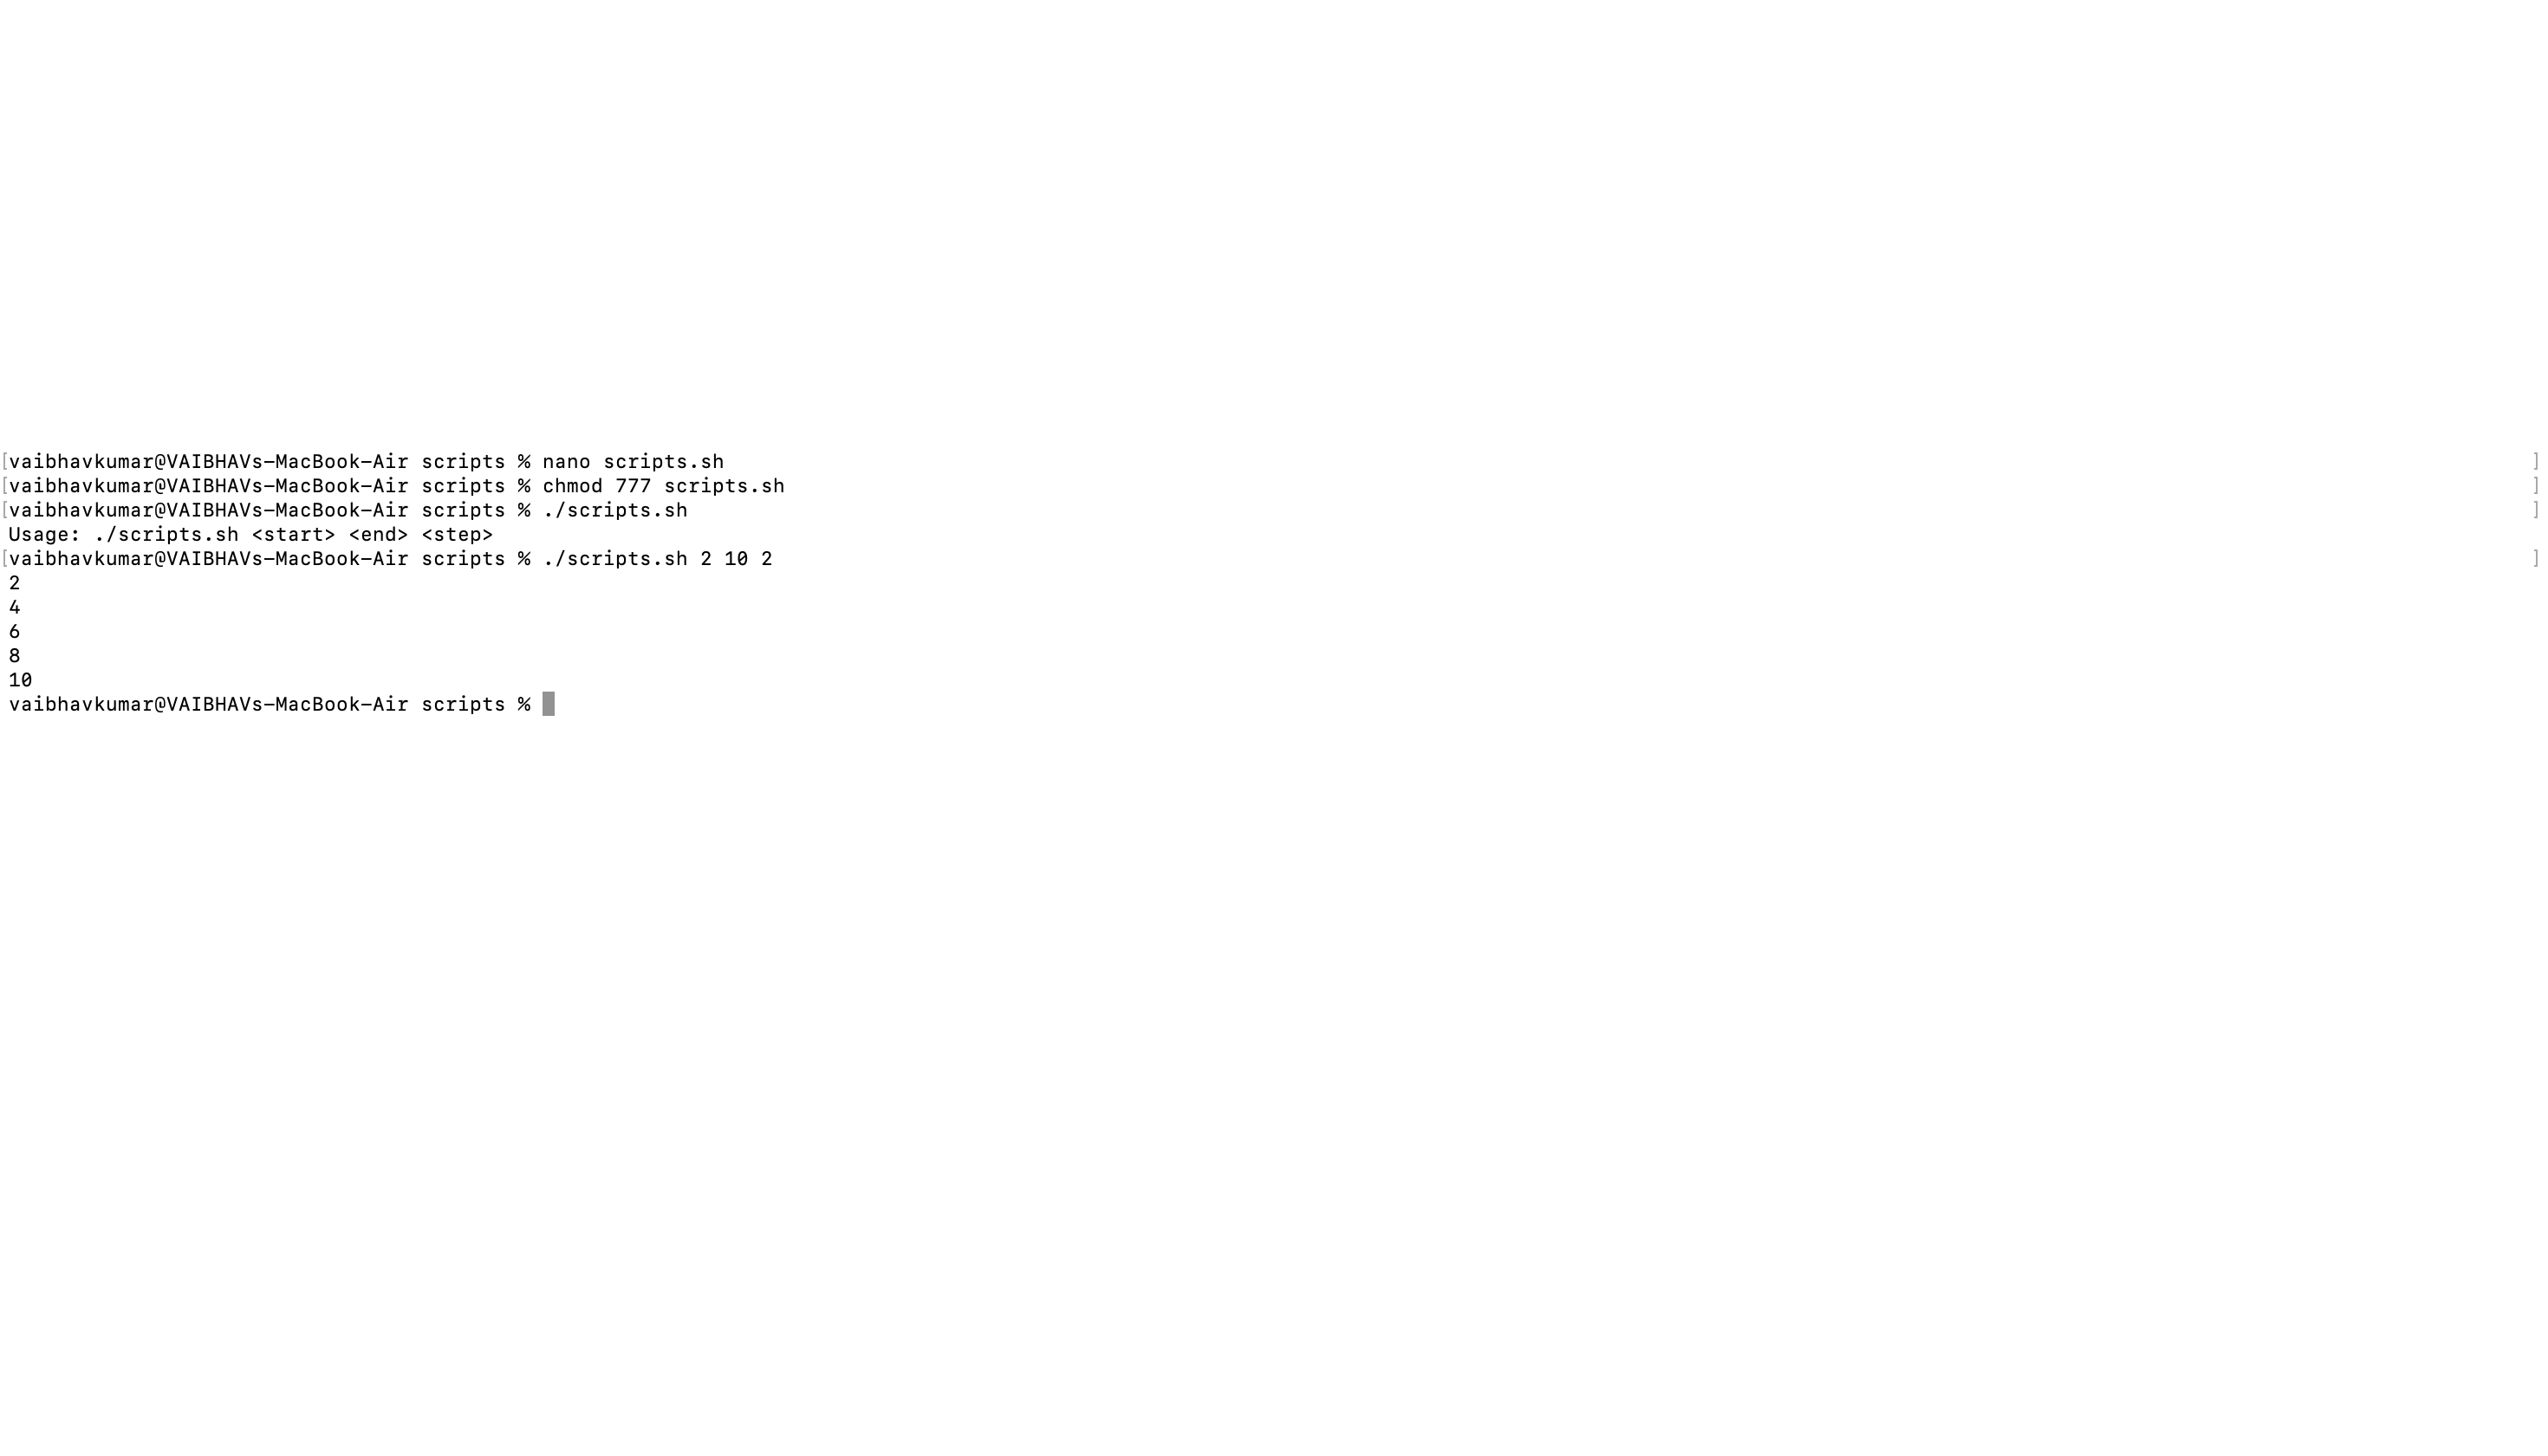 [vaibhavkumar@VAIBHAVs-MacBook-Air scripts % nano scripts.sh ]
[vaibhavkumar@VAIBHAVs-MacBook-Air scripts % chmod 777 scripts.sh ]
[vaibhavkumar@VAIBHAVs-MacBook-Air scripts % ./scripts.sh ]
Usage: ./scripts.sh <start> <end> <step>
[vaibhavkumar@VAIBHAVs-MacBook-Air scripts % ./scripts.sh 2 10 2 ]
2
4
6
8
10
vaibhavkumar@VAIBHAVs-MacBook-Air scripts %